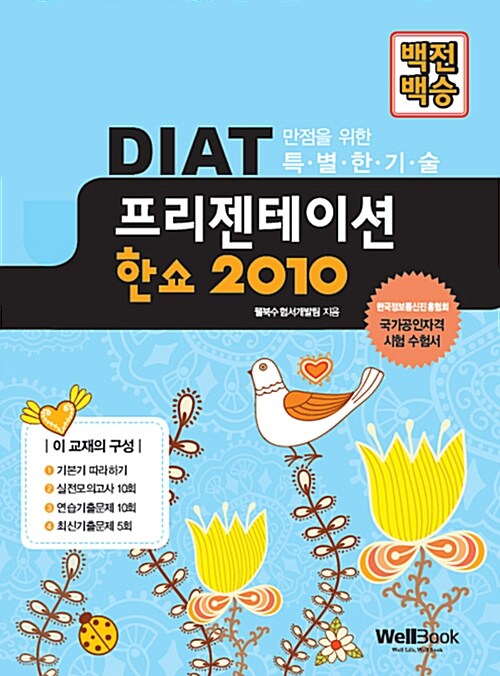 백전
백승
DIAT
만점을 위한
특·별·한·기·술
프리젠테이션
한쇼 2010
웰북수험서개발팀 지음
한국정보통신진흥협회
국가공인자격
시험 수험서
| 이 교재의 구성 |
1 기본기 따라하기
2 실전모의고사 10회
3 연습기출문제 10회
4 최신기출문제 5회
WellBook
Well Life, Well Book